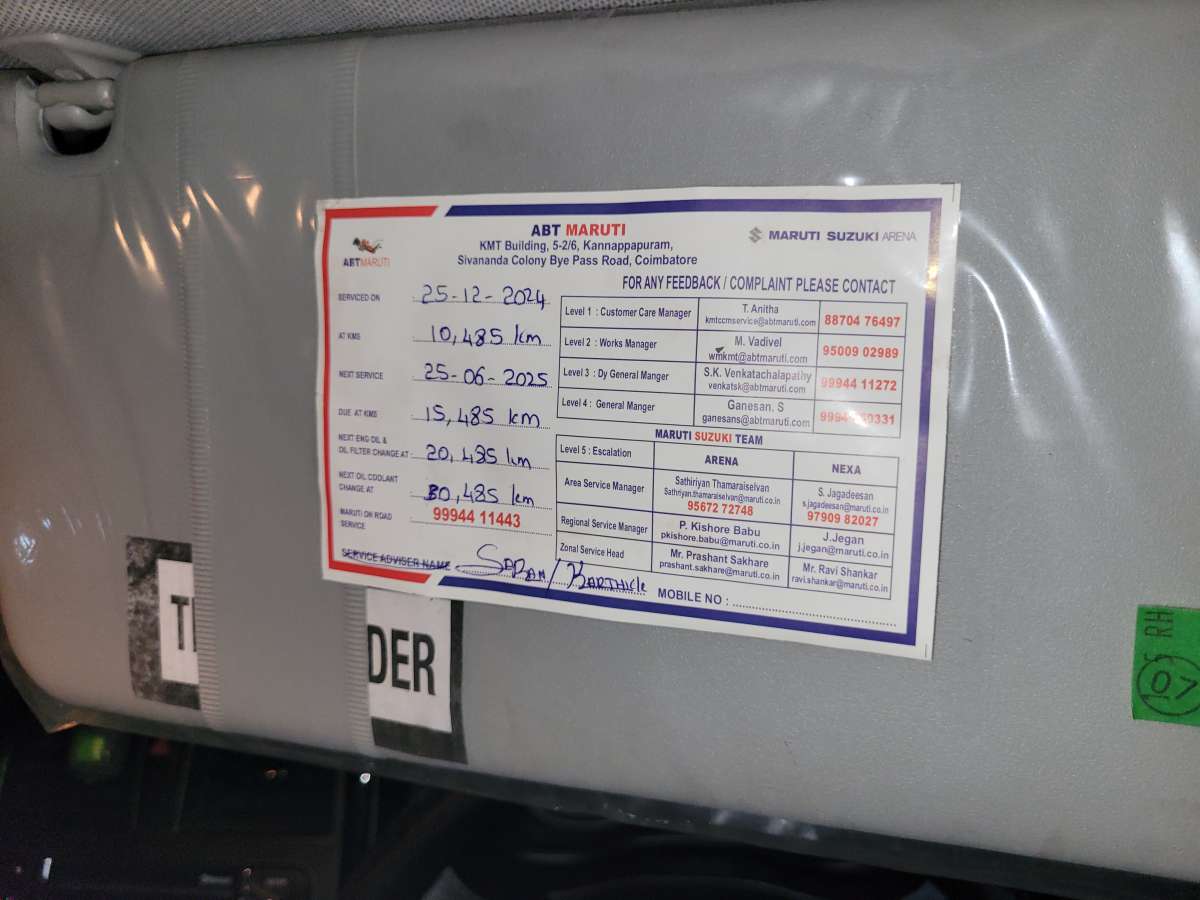 ABT MARUTI
KMT Building, 5-2/6, Kannappapuram,
Sivananda Colony Bye Pass Road, Coimbatore
ABTMARUTI
MARUTI SUZUKI ARENA
SERVICED ON 25-12-2024
AT KMS 10,485 km
NEXT SERVICE 25-06-2025
DUE AT KMS 15,485 km
NEXT ENG OIL &
OIL FILTER CHANGE AT 20,485 km
NEXT OIL COOLANT
CHANGE AT 80,485 km
MARUTI ON ROAD
SERVICE 99994 11443
SERVICE ADVISER NAME SABAN / KARTHICK
FOR ANY FEEDBACK / COMPLAINT PLEASE CONTACT
Level 1 : Customer Care Manager T. Anitha 88704 76497
kmtccmservice@abtmaruti.com
Level 2 : Works Manager M. Vadivel 95009 02989
wmkmt@abtmaruti.com
Level 3 : Dy General Manger S.K. Venkatachalapathy 99944 11272
venkatsk@abtmaruti.com
Level 4 : General Manger Ganesan. S
ganesans@abtmaruti.com
MARUTI SUZUKI TEAM
Level 5 : Escalation ARENA NEXA
Area Service Manager Sathiriyan Thamaraiselvan S. Jagadeesan
Sathriyan.thamaraiselvan@maruti.co.in s.jagadeesan@maruti.co.in
95672 72748 97909 82027
Regional Service Manager P. Kishore Babu J.Jegan
pkishore.babu@maruti.co.in j.jegan@maruti.co.in
Zonal Service Head Mr. Prashant Sakhare Mr. Ravi Shankar
prashant.sakhare@maruti.co.in ravi.shankar@maruti.co.in
MOBILE NO :
DER
RH
07